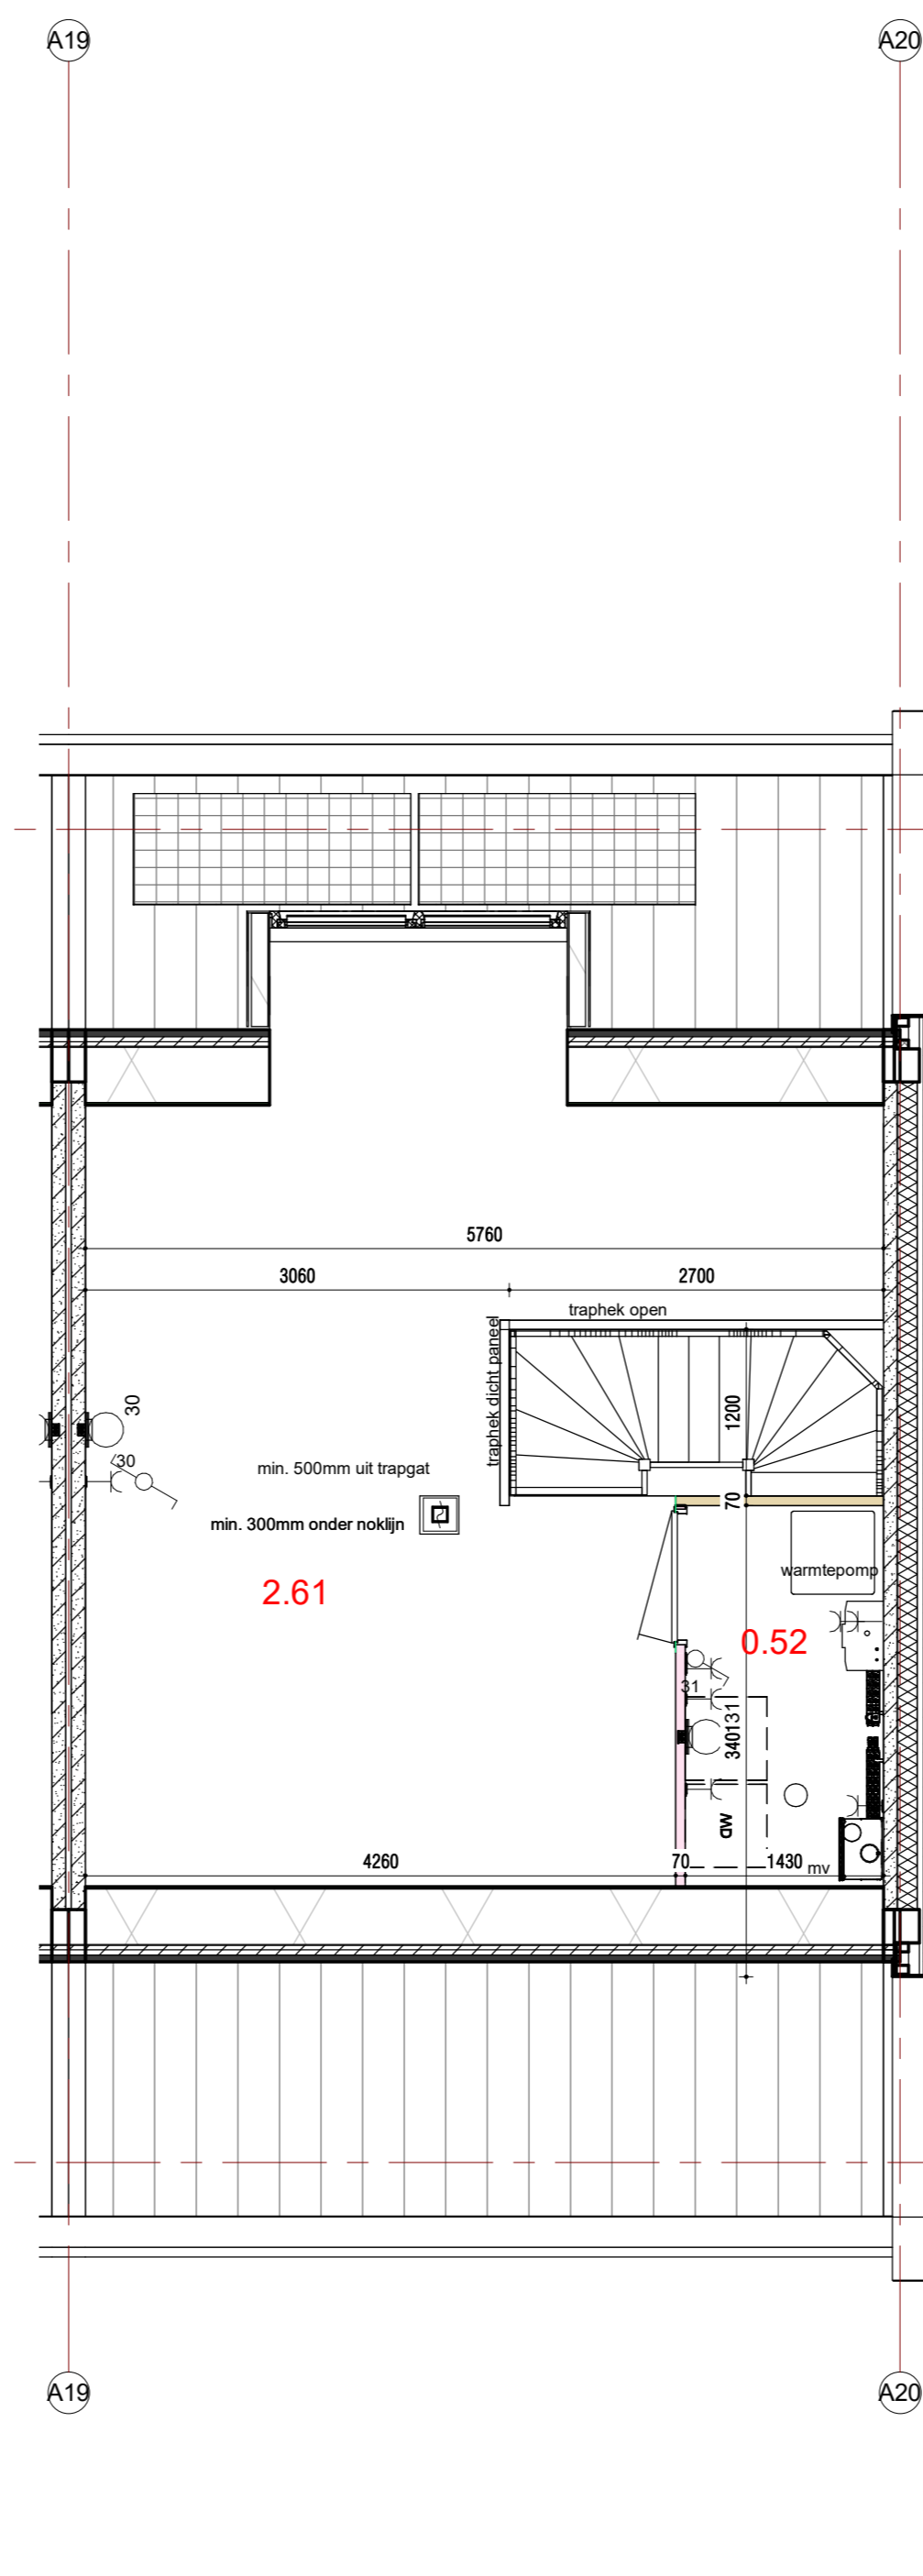 A19 A20
5760
3060 2700
traphek open
traphek dicht paneel
1200
30
30
min. 500mm uit trapgat
70
min. 300mm onder noklijn
warmtepomp
2.61
0.52
31
340131
WD
4260 70 1430 mv
A19 A20